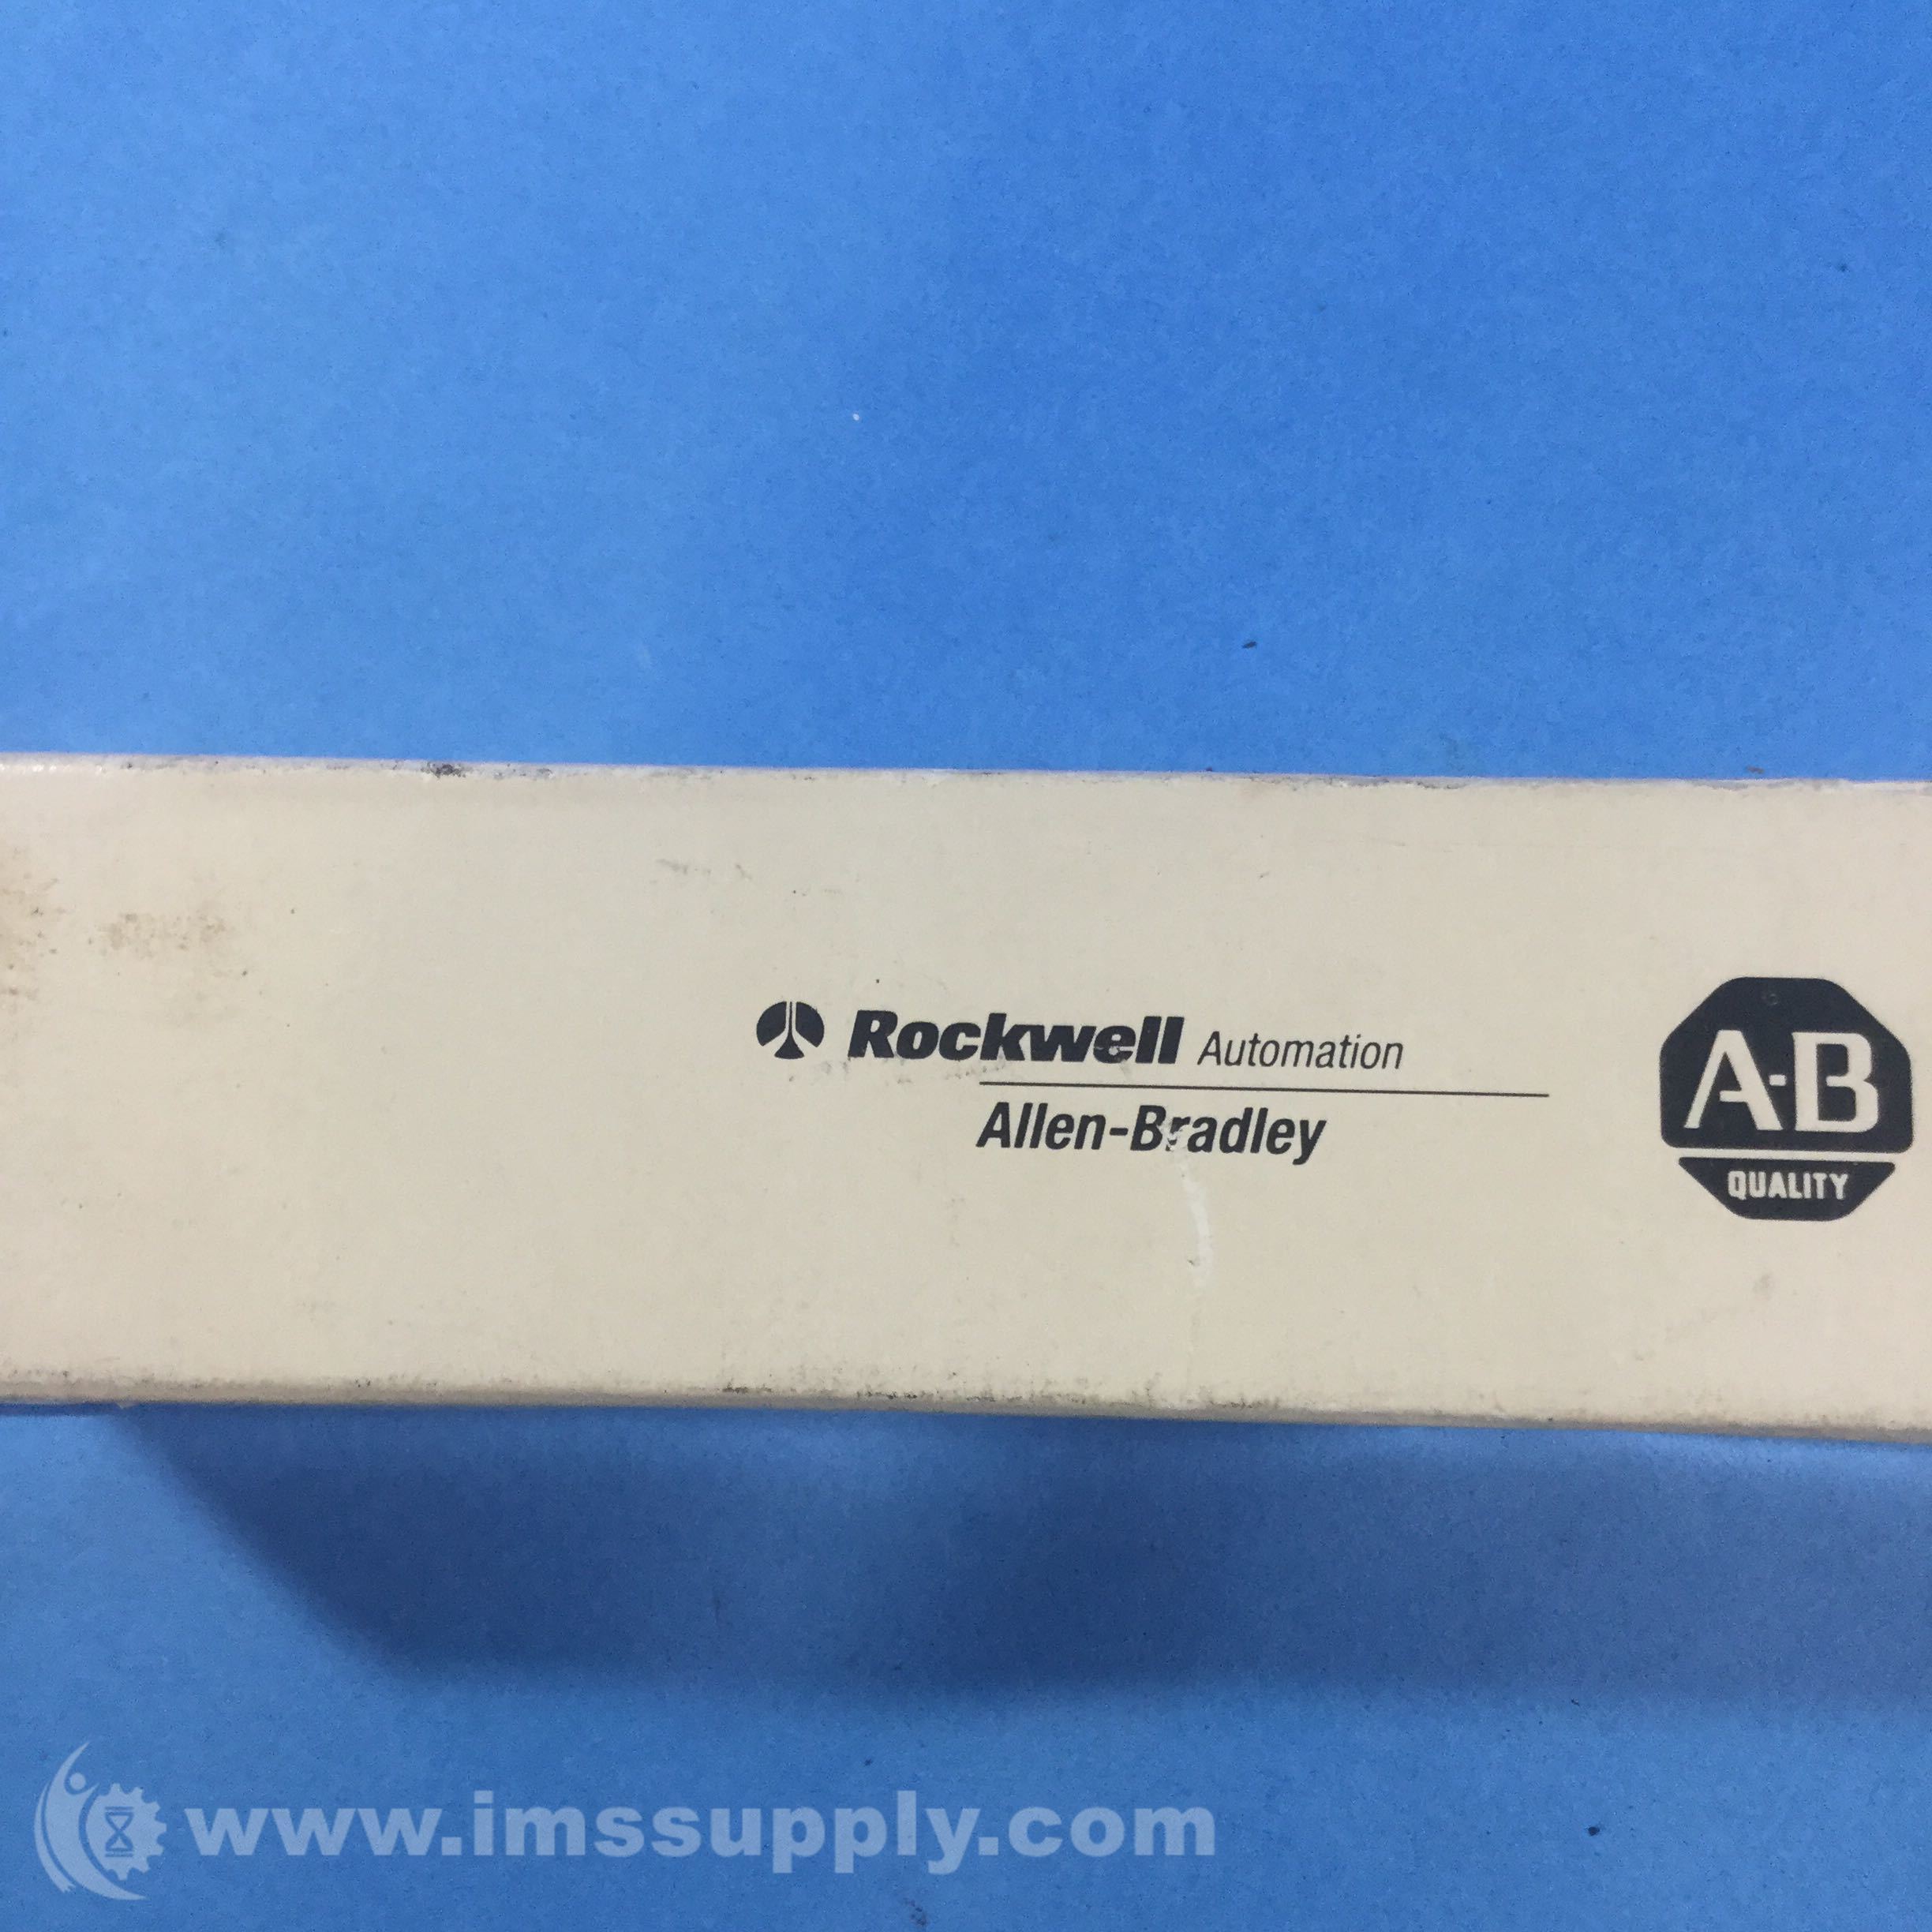 Rockwell Automation
Allen-Bradley
A-B
QUALITY
www.imssupply.com